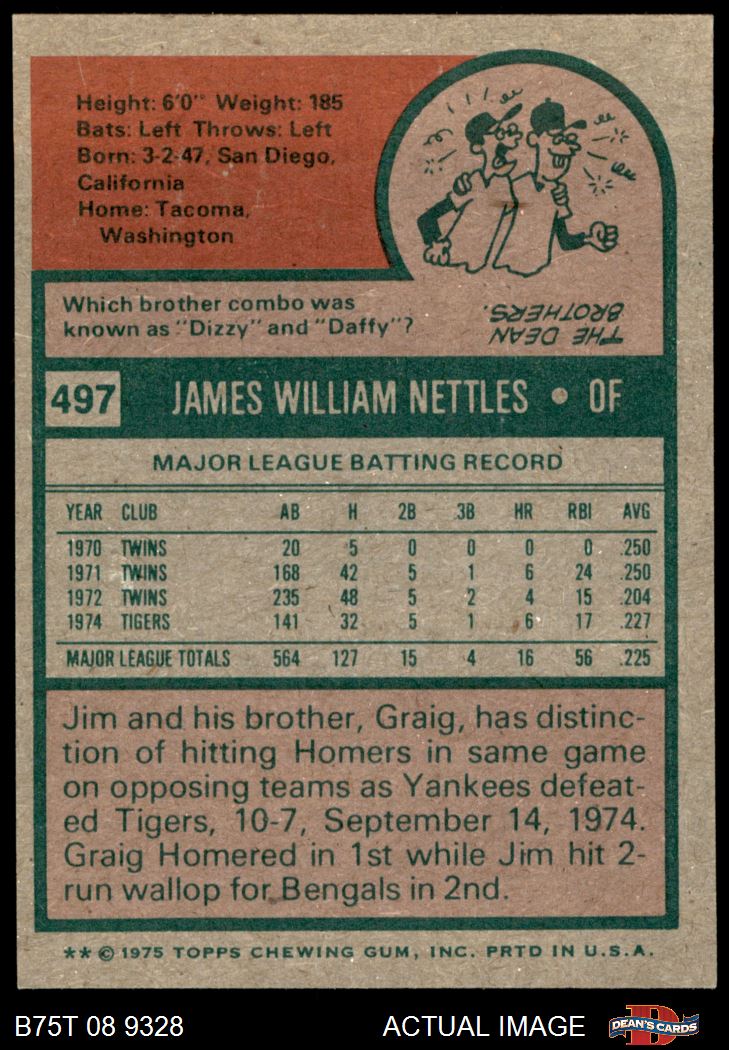 Height: 6'0" Weight: 185
Bats: Left Throws: Left
Born: 3-2-47, San Diego,
California
Home: Tacoma,
Washington
Which brother combo was
known as "Dizzy" and "Daffy"?
THE DEAN
BROTHERS.
497 JAMES WILLIAM NETTLES • OF
MAJOR LEAGUE BATTING RECORD
YEAR CLUB AB H 2B 3B HR RBI AVG
1970 TWINS 20 5 0 0 0 0 .250
1971 TWINS 168 42 5 1 6 24 .250
1972 TWINS 235 48 5 2 4 15 .204
1974 TIGERS 141 32 5 1 6 17 .227
MAJOR LEAGUE TOTALS 564 127 15 4 16 56 .225
Jim and his brother, Graig, has distinc-
tion of hitting Homers in same game
on opposing teams as Yankees defeat-
ed Tigers, 10-7, September 14, 1974.
Graig Homered in 1st while Jim hit 2-
run wallop for Bengals in 2nd.
** © 1975 TOPPS CHEWING GUM, INC. PRTD IN U.S.A.
B75T 08 9328 ACTUAL IMAGE D DEAN'S CARDS